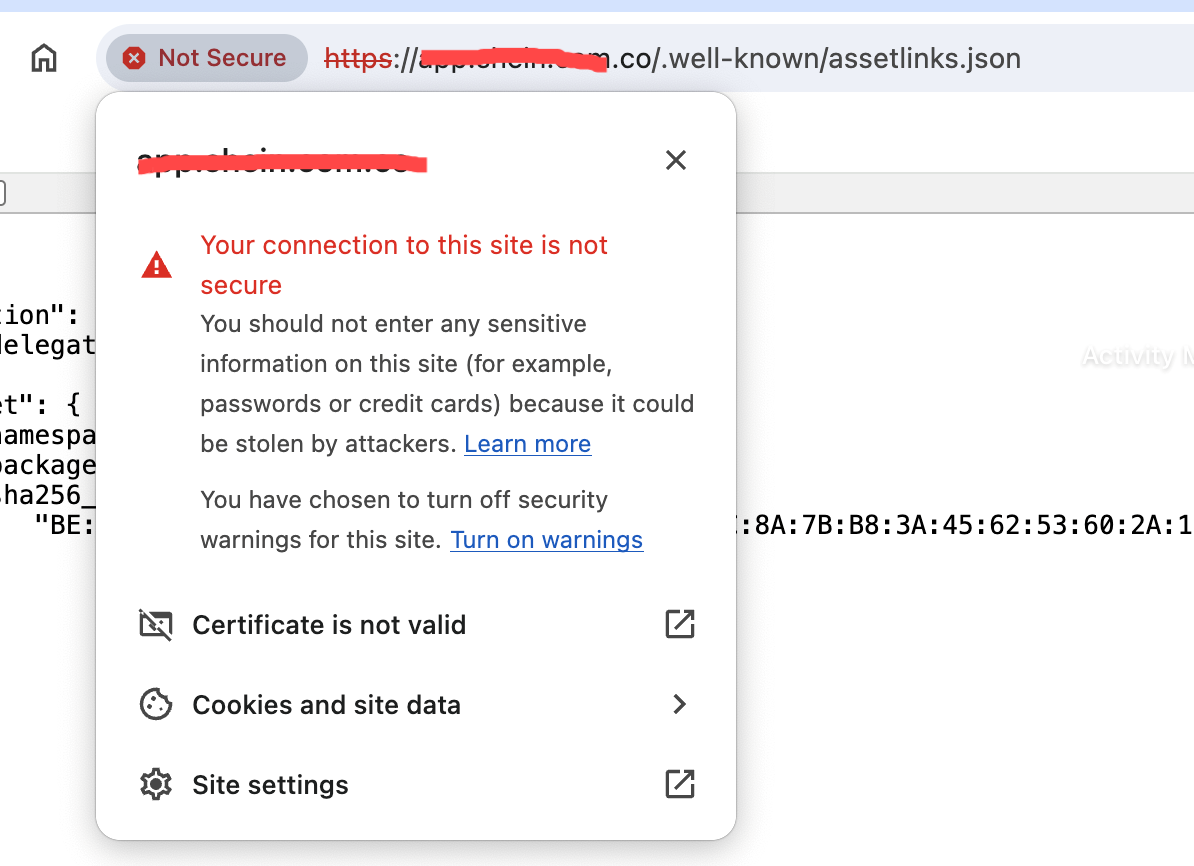 Not Secure https:// .co/.well-known/assetlinks.json
Your connection to this site is not
secure
You should not enter any sensitive
information on this site (for example,
passwords or credit cards) because it could
be stolen by attackers. Learn more
You have chosen to turn off security
warnings for this site. Turn on warnings
Certificate is not valid
Cookies and site data
Site settings
tion":
delegat
et": {
namespa
package
sha256_
"BE: :8A:7B:B8:3A:45:62:53:60:2A:1
Activity